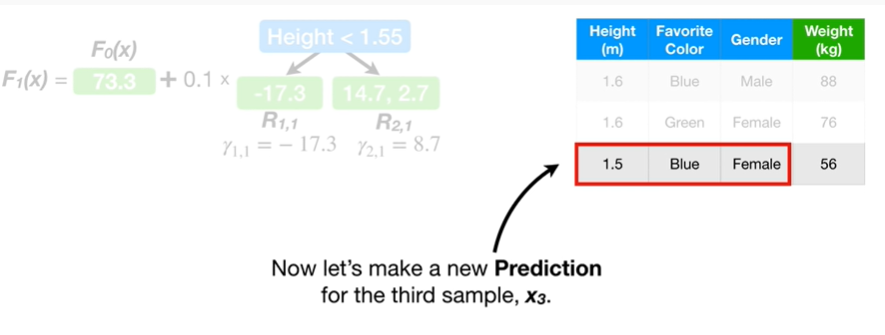 F₀(x)
F₁(x) = 73.3 + 0.1 x
Height < 1.55
-17.3 14.7, 2.7
R₁,₁ R₂,₁
γ₁,₁ = − 17.3 γ₂,₁ = 8.7
Height (m) Favorite Color Gender Weight (kg)
1.6 Blue Male 88
1.6 Green Female 76
1.5 Blue Female 56
Now let's make a new Prediction
for the third sample, x₃.